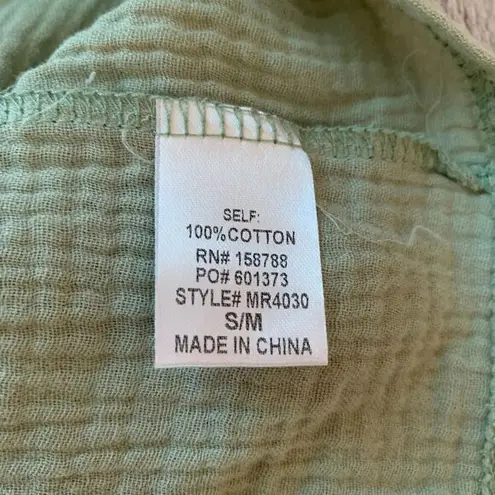 SELF:
100%COTTON
RN# 158788
PO# 601373
STYLE# MR4030
S/M
MADE IN CHINA